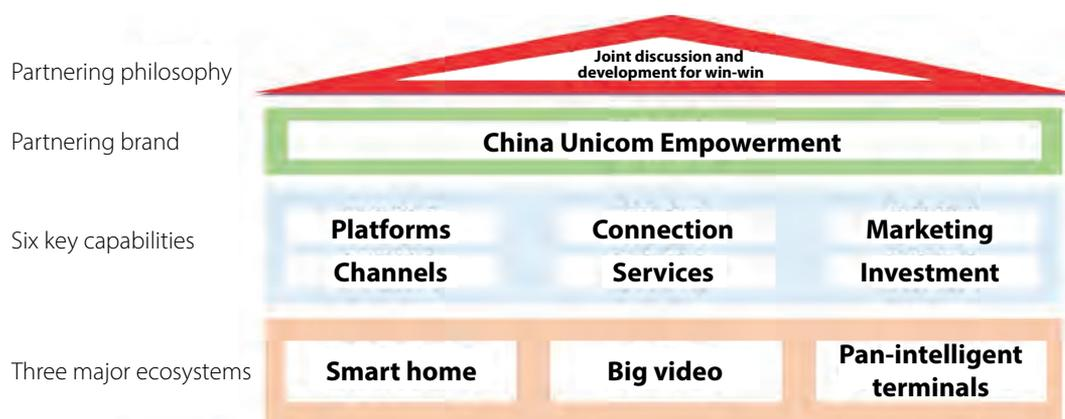 Partnering philosophy
Joint discussion and
development for win-win
Partnering brand
China Unicom Empowerment
Six key capabilities
Platforms
Connection
Marketing
Channels
Services
Investment
Three major ecosystems
Smart home
Big video
Pan-intelligent
terminals